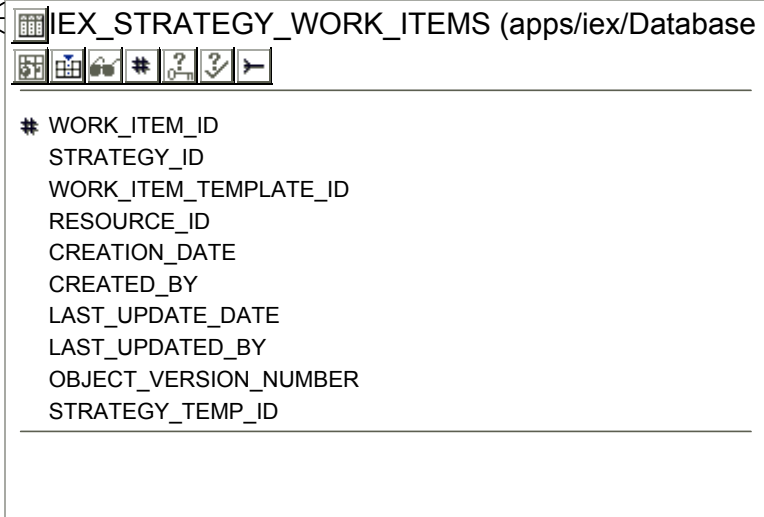 IEX_STRATEGY_WORK_ITEMS (apps/iex/Database
# WORK_ITEM_ID
STRATEGY_ID
WORK_ITEM_TEMPLATE_ID
RESOURCE_ID
CREATION_DATE
CREATED_BY
LAST_UPDATE_DATE
LAST_UPDATED_BY
OBJECT_VERSION_NUMBER
STRATEGY_TEMP_ID